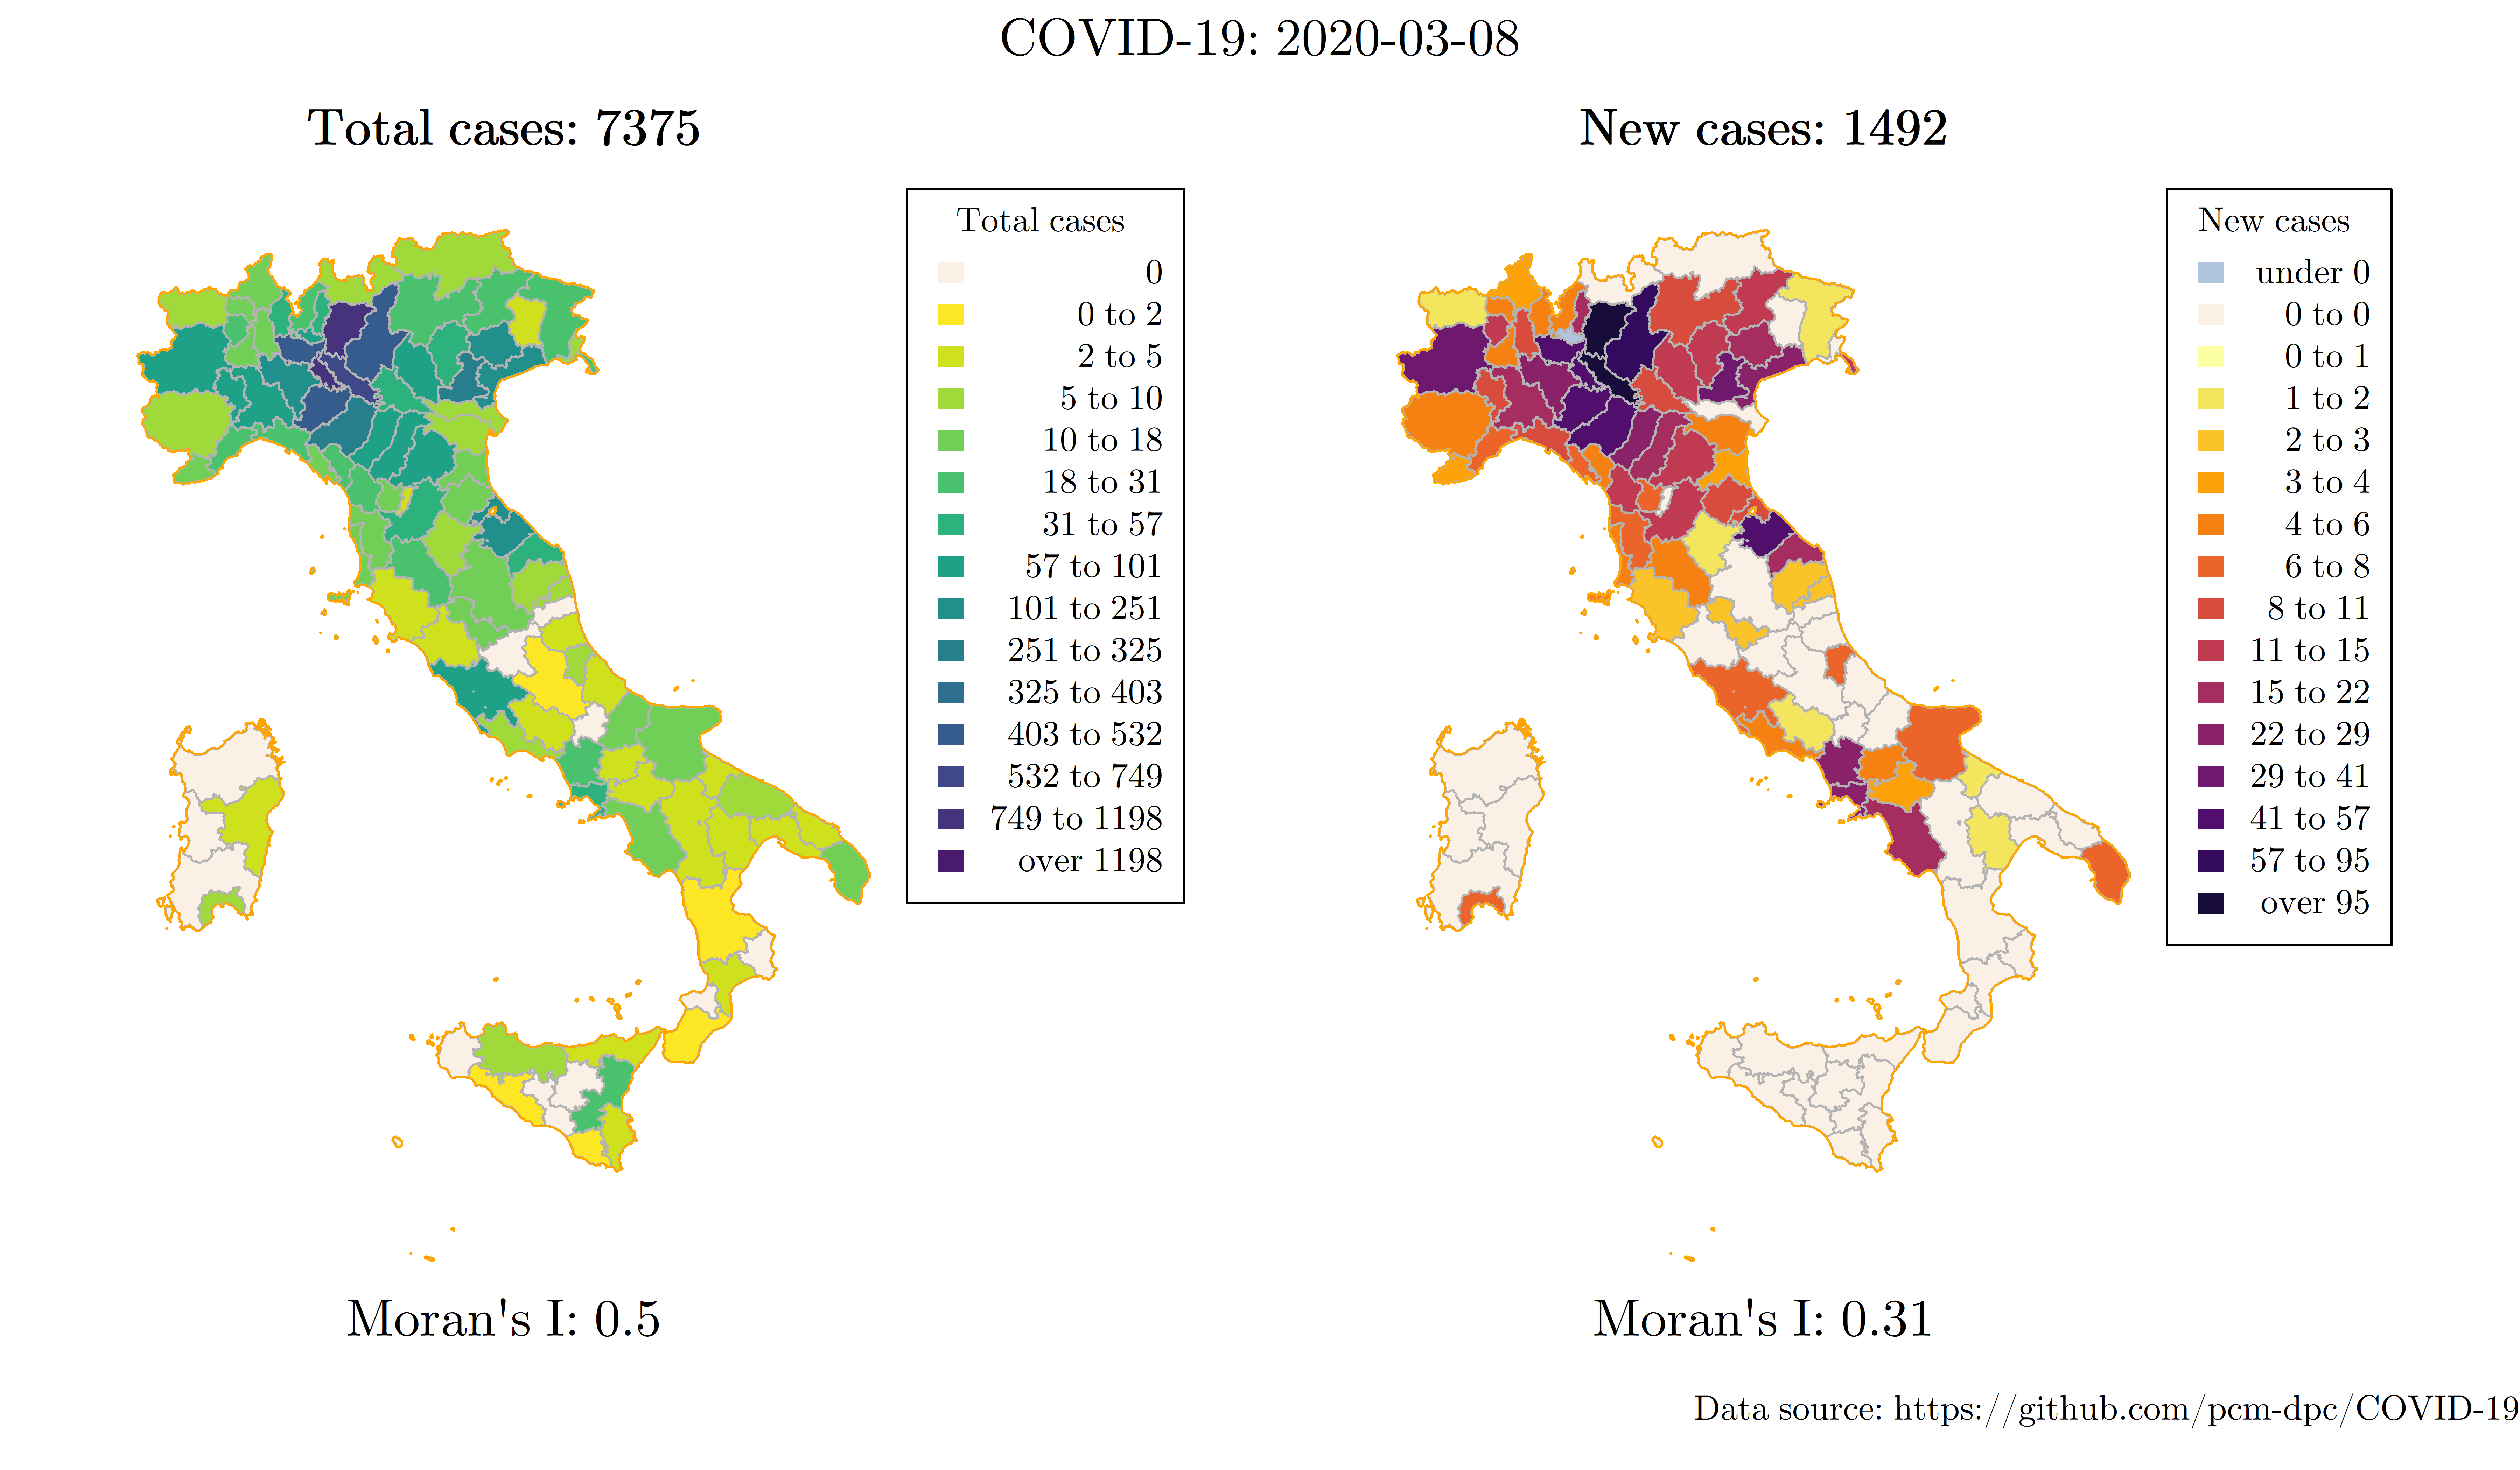 COVID-19: 2020-03-08
Total cases: 7375
Total cases
0
0 to 2
2 to 5
5 to 10
10 to 18
18 to 31
31 to 57
57 to 101
101 to 251
251 to 325
325 to 403
403 to 532
532 to 749
749 to 1198
over 1198
Moran's I: 0.5
New cases: 1492
New cases
under 0
0 to 0
0 to 1
1 to 2
2 to 3
3 to 4
4 to 6
6 to 8
8 to 11
11 to 15
15 to 22
22 to 29
29 to 41
41 to 57
57 to 95
over 95
Moran's I: 0.31
Data source: https://github.com/pcm-dpc/COVID-19